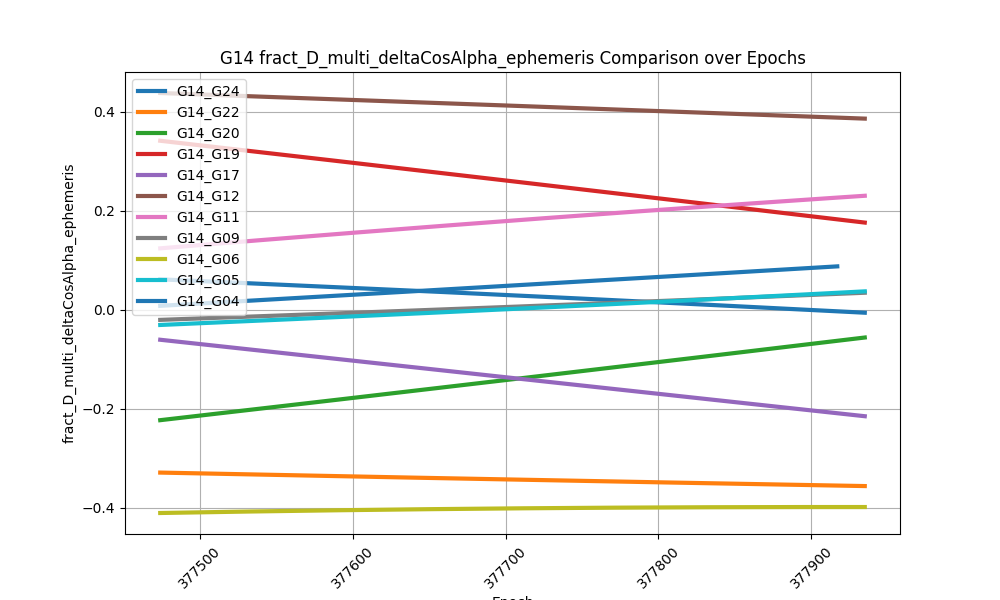 G14 fract_D_multi_deltaCosAlpha_ephemeris Comparison over Epochs
fract_D_multi_deltaCosAlpha_ephemeris
0.4
0.2
0.0
−0.2
−0.4
G14_G24
G14_G22
G14_G20
G14_G19
G14_G17
G14_G12
G14_G11
G14_G09
G14_G06
G14_G05
G14_G04
377500
377600
377700
377800
377900
Epoch